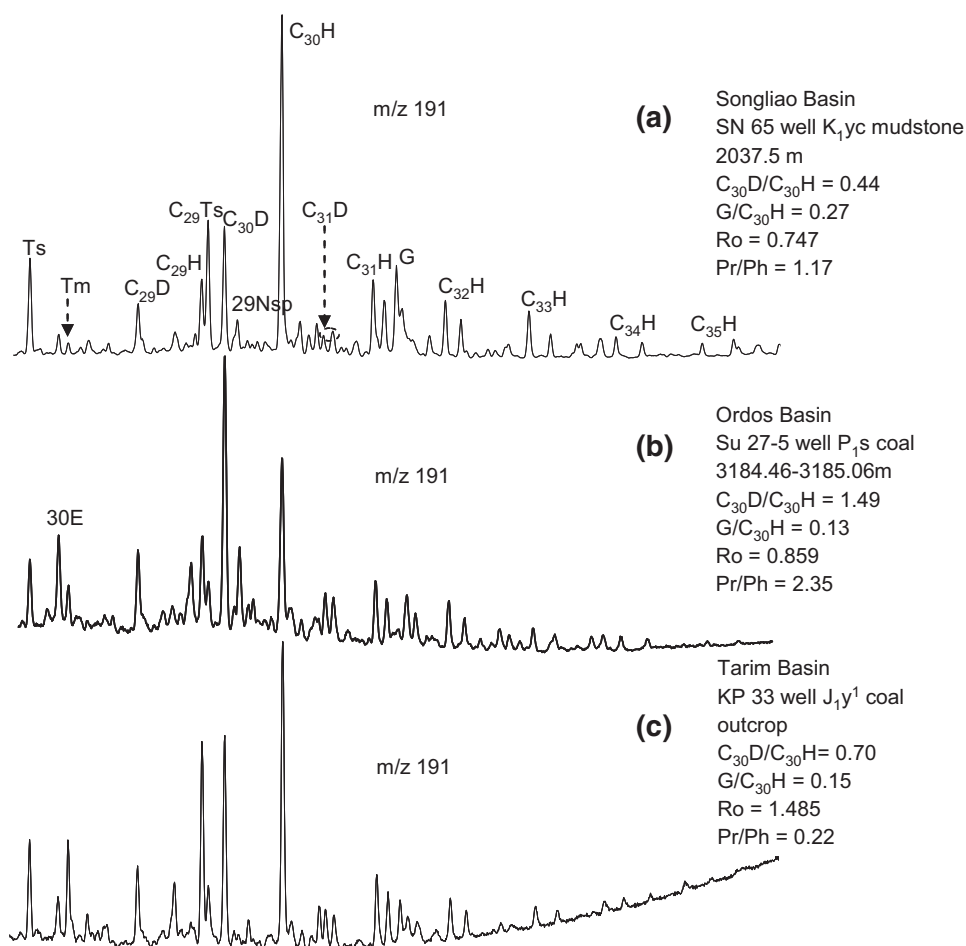 C30H
m/z 191
(a)
Songliao Basin
SN 65 well K1yc mudstone
2037.5 m
C30D/C30H = 0.44
G/C30H = 0.27
Ro = 0.747
Pr/Ph = 1.17
Ts
Tm
C29D
C29H
C29Ts
C30D
29Nsp
C31D
C31H
G
C32H
C33H
C34H
C35H
(b)
Ordos Basin
Su 27-5 well P1s coal
3184.46-3185.06m
C30D/C30H = 1.49
G/C30H = 0.13
Ro = 0.859
Pr/Ph = 2.35
m/z 191
30E
(c)
Tarim Basin
KP 33 well J1y1 coal
outcrop
C30D/C30H= 0.70
G/C30H = 0.15
Ro = 1.485
Pr/Ph = 0.22
m/z 191